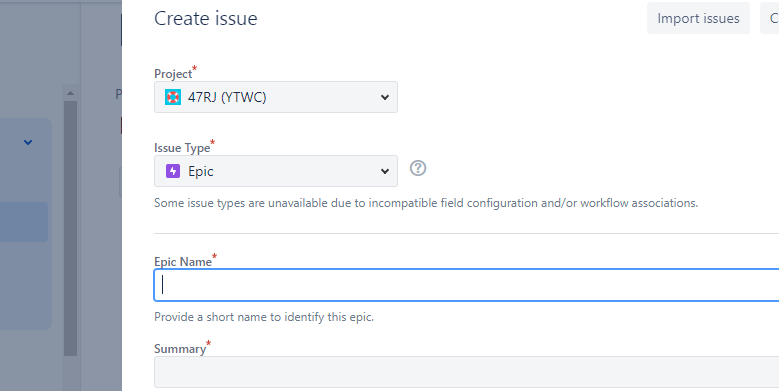 Create issue
Import issues
Project*
47RJ (YTWC)
Issue Type*
Epic
Some issue types are unavailable due to incompatible field configuration and/or workflow associations.
Epic Name*
Provide a short name to identify this epic.
Summary*